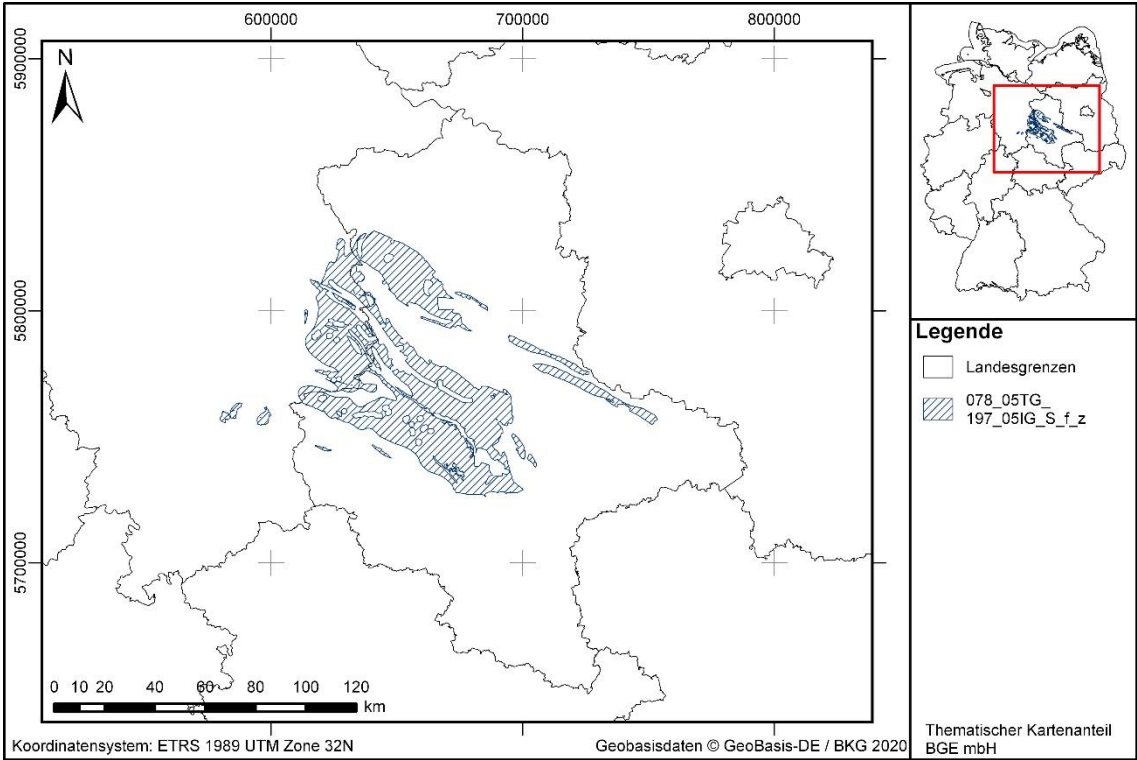 600000 700000 800000
N
5900000
5800000
5700000
0 10 20 40 60 80 100 120
km
Koordinatensystem: ETRS 1989 UTM Zone 32N
Geobasisdaten © GeoBasis-DE / BKG 2020
Legende
Landesgrenzen
078_05TG_
197_05IG_S_f_z
Thematischer Kartenanteil
BGE mbH